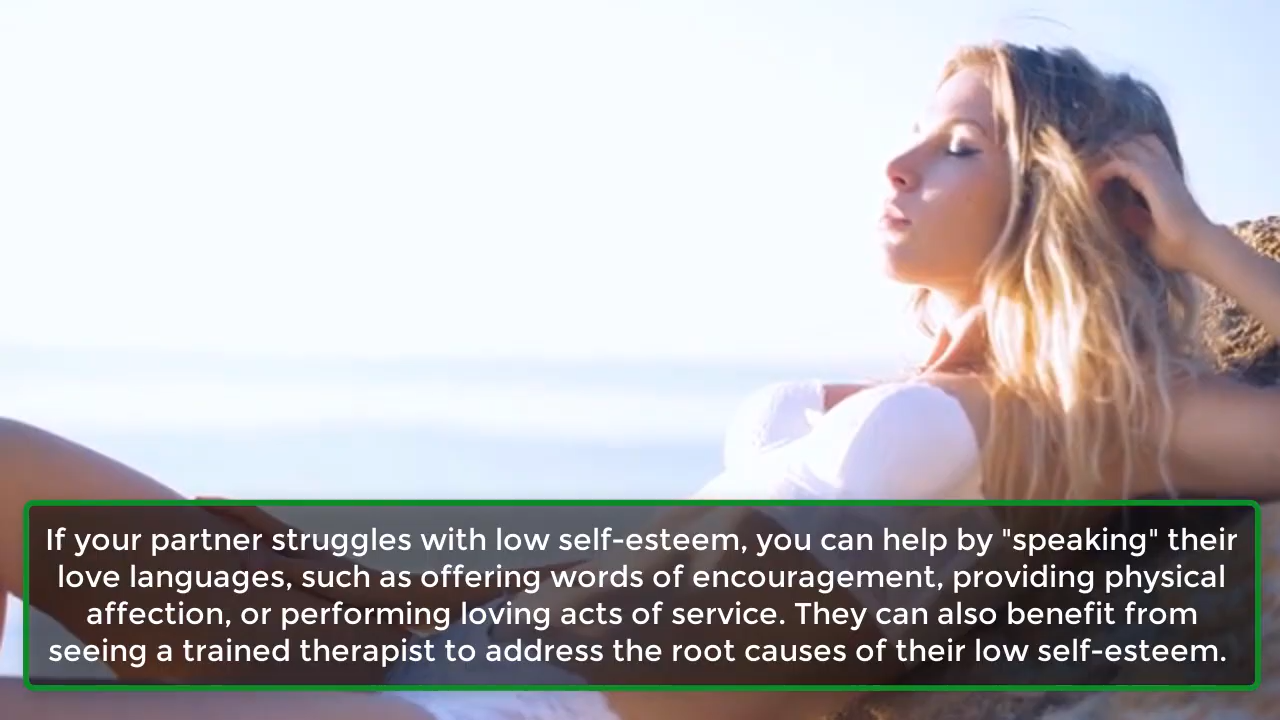 If your partner struggles with low self-esteem, you can help by "speaking" their
love languages, such as offering words of encouragement, providing physical
affection, or performing loving acts of service. They can also benefit from
seeing a trained therapist to address the root causes of their low self-esteem.